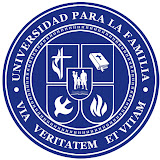 UNIVERSIDAD PARA LA FAMILIA
VIA VERITATEM ET VITAM